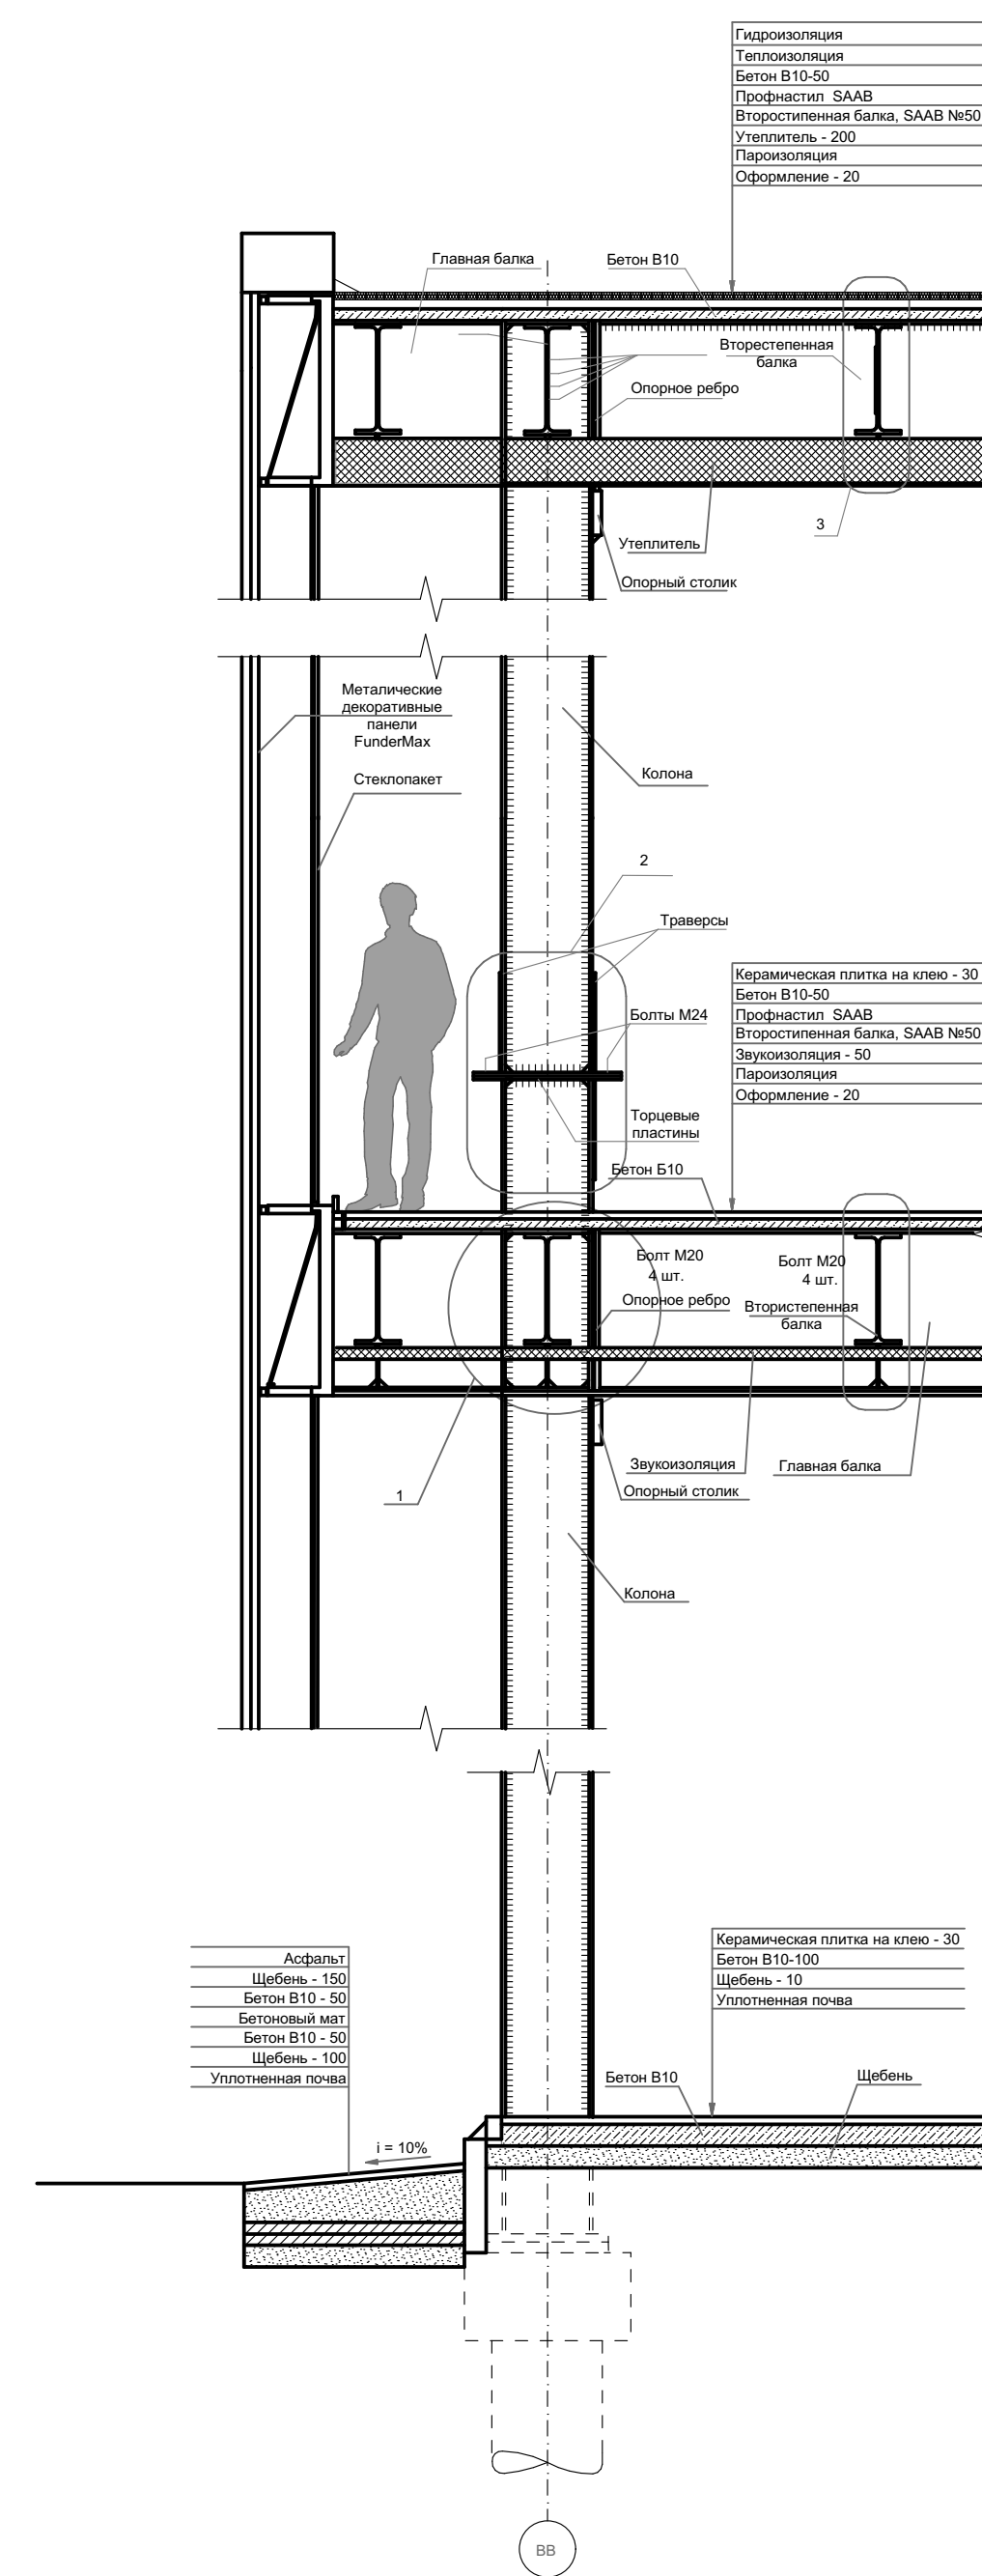 Гидроизоляция
Теплоизоляция
Бетон В10-50
Профнастил SAAB
Второстипенная балка, SAAB №50
Утеплитель - 200
Пароизоляция
Оформление - 20
Главная балка
Бетон В10
Вторестепенная
балка
Опорное ребро
3
Утеплитель
Опорный столик
Металические
декоративные
панели
FunderMax
Стеклопакет
Колона
2
Траверсы
Болты М24
Торцевые
пластины
Керамическая плитка на клею - 30
Бетон В10-50
Профнастил SAAB
Второстипенная балка, SAAB №50
Звукоизоляция - 50
Пароизоляция
Оформление - 20
Бетон Б10
Болт М20
4 шт.
Опорное ребро
Болт М20
4 шт.
Втористепенная
балка
Звукоизоляция
Главная балка
Опорный столик
1
Колона
Асфальт
Щебень - 150
Бетон В10 - 50
Бетоновый мат
Бетон В10 - 50
Щебень - 100
Уплотненная почва
Керамическая плитка на клею - 30
Бетон В10-100
Щебень - 10
Уплотненная почва
Бетон В10
Щебень
i = 10%
ВВ